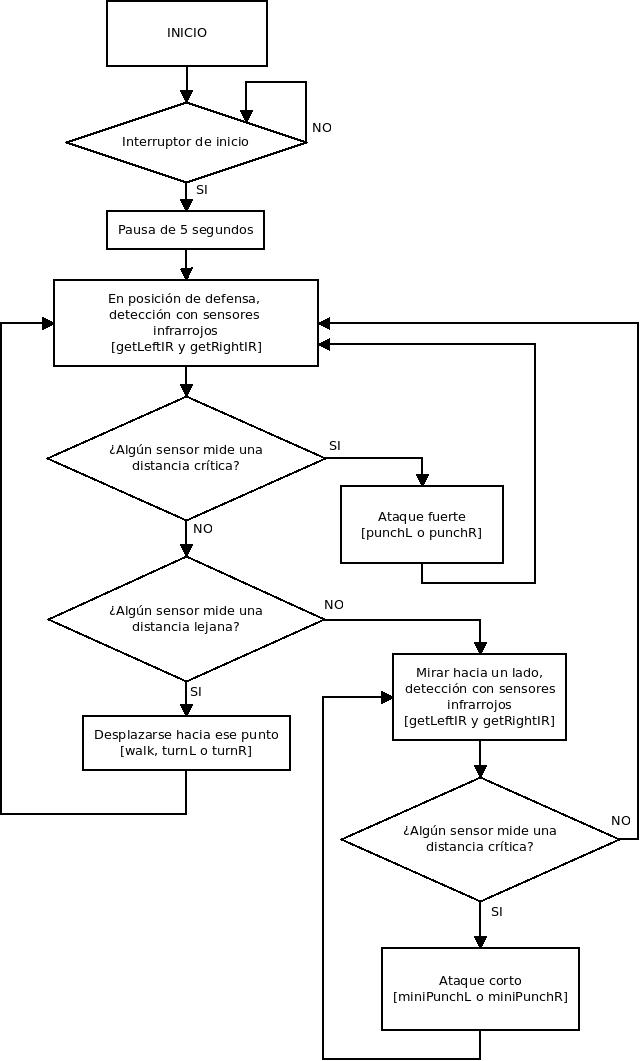 INICIO
Interruptor de inicio
NO
SI
Pausa de 5 segundos
En posición de defensa,
detección con sensores
infrarrojos
[getLeftIR y getRightIR]
¿Algún sensor mide una
distancia crítica?
SI
NO
Ataque fuerte
[punchL o punchR]
¿Algún sensor mide una
distancia lejana?
NO
SI
Desplazarse hacia ese punto
[walk, turnL o turnR]
Mirar hacia un lado,
detección con sensores
infrarrojos
[getLeftIR y getRightIR]
¿Algún sensor mide una
distancia crítica?
NO
SI
Ataque corto
[miniPunchL o miniPunchR]